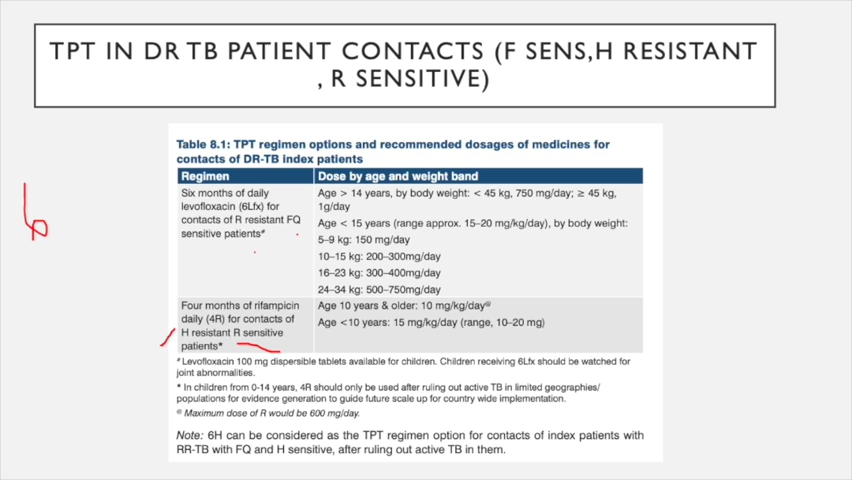 TPT IN DR TB PATIENT CONTACTS (F SENS,H RESISTANT
, R SENSITIVE)
Table 8.1: TPT regimen options and recommended dosages of medicines for
contacts of DR-TB index patients
Regimen
Dose by age and weight band
Six months of daily
levofloxacin (6Lfx) for
contacts of R resistant FQ
sensitive patients#
Age > 14 years, by body weight: < 45 kg, 750 mg/day; ≥ 45 kg,
1g/day
Age < 15 years (range approx. 15–20 mg/kg/day), by body weight:
5–9 kg: 150 mg/day
10–15 kg: 200–300mg/day
16–23 kg: 300–400mg/day
24–34 kg: 500–750mg/day
Four months of rifampicin
daily (4R) for contacts of
H resistant R sensitive
patients*
Age 10 years & older: 10 mg/kg/day@
Age <10 years: 15 mg/kg/day (range, 10–20 mg)
# Levofloxacin 100 mg dispersible tablets available for children. Children receiving 6Lfx should be watched for
joint abnormalities.
* In children from 0-14 years, 4R should only be used after ruling out active TB in limited geographies/
populations for evidence generation to guide future scale up for country wide implementation.
@ Maximum dose of R would be 600 mg/day.
Note: 6H can be considered as the TPT regimen option for contacts of index patients with
RR-TB with FQ and H sensitive, after ruling out active TB in them.